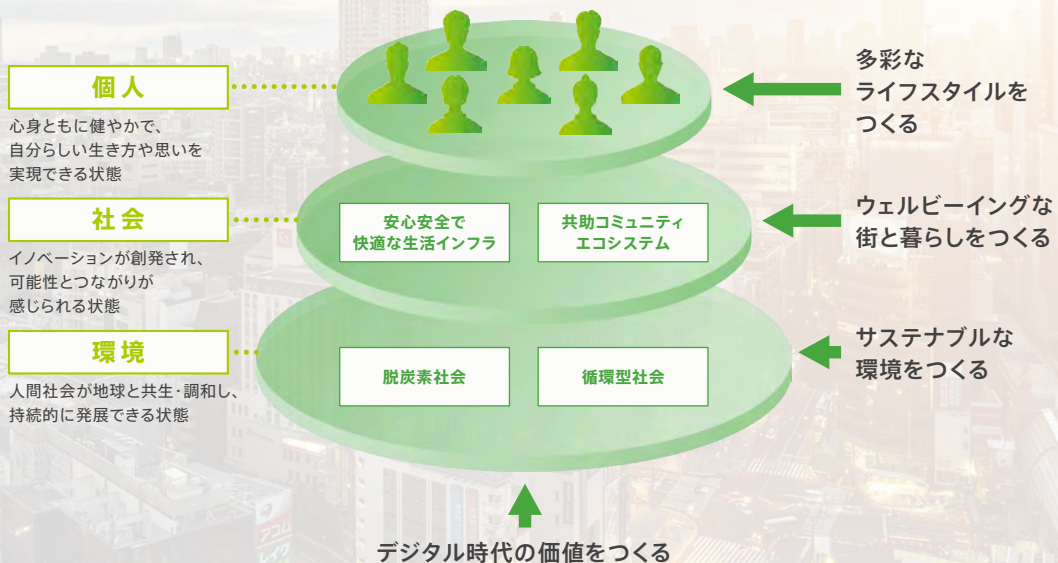 個人
心身ともに健やかで、
自分らしい生き方や思いを
実現できる状態
社会
イノベーションが創発され、
可能性とつながりが
感じられる状態
環境
人間社会が地球と共生・調和し、
持続的に発展できる状態
安心安全で
快適な生活インフラ
共助コミュニティ
エコシステム
脱炭素社会
循環型社会
多彩な
ライフスタイルを
つくる
ウェルビーイングな
街と暮らしをつくる
サステナブルな
環境をつくる
アコム
デジタル時代の価値をつくる